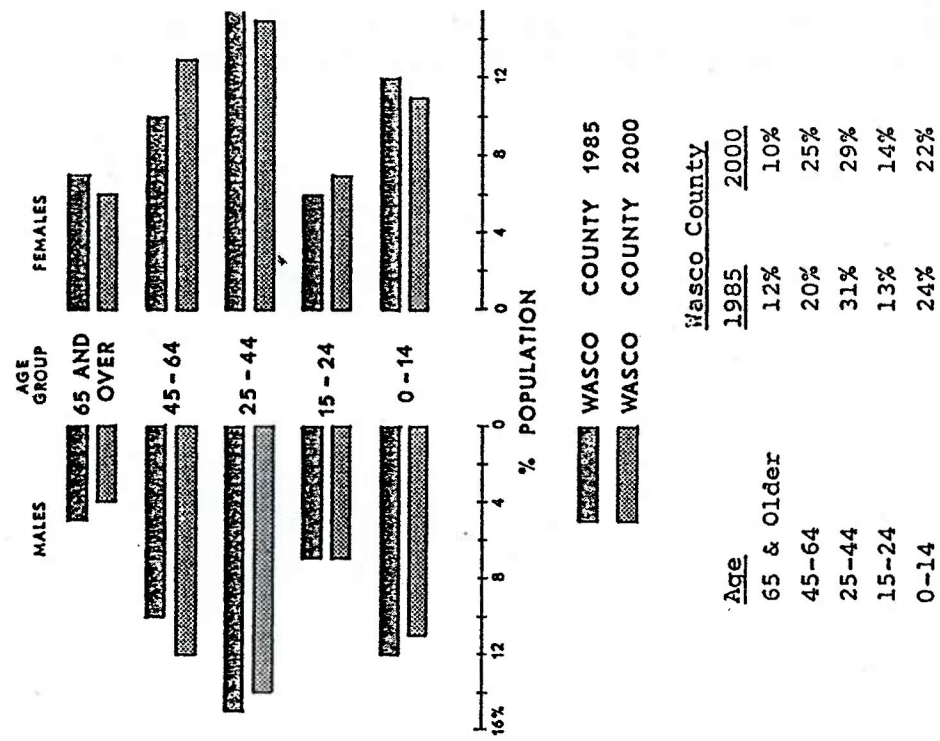 MALES
AGE
GROUP
FEMALES
65 AND
OVER
45-64
25-44
15-24
0-14
16% 12 8 4 0
0 4 8 12
% POPULATION
WASCO COUNTY 1985
WASCO COUNTY 2000
Wasco County
Age 1985 2000
65 & Older 12% 10%
45-64 20% 25%
25-44 31% 29%
15-24 13% 14%
0-14 24% 22%